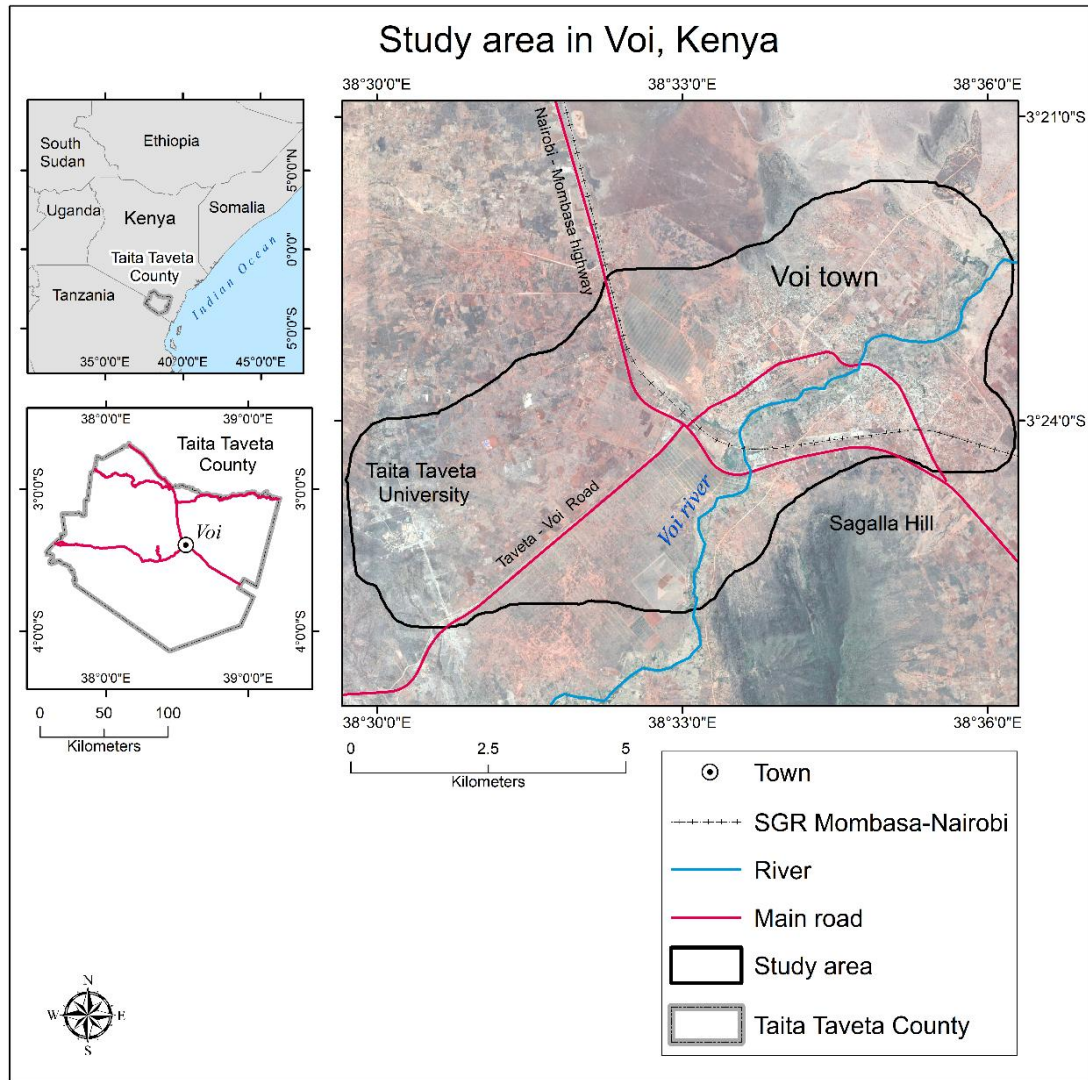 Study area in Voi, Kenya
South
Sudan
Ethiopia
Uganda
Kenya
Somalia
Taita Taveta
County
Tanzania
Indian Ocean
5°0'0"N
0°0'0"
5°0'0"S
35°0'0"E
40°0'0"E
45°0'0"E
38°0'0"E
39°0'0"E
Taita Taveta
County
3°0'0"S
3°0'0"S
Voi
4°0'0"S
4°0'0"S
38°0'0"E
39°0'0"E
0
50
100
Kilometers
38°30'0"E
38°33'0"E
38°36'0"E
3°21'0"S
Nairobi - Mombasa highway
Voi town
3°24'0"S
Taita Taveta
University
Taveta - Voi Road
Voi river
Sagalla Hill
38°30'0"E
38°33'0"E
38°36'0"E
0
2.5
5
Kilometers
Town
SGR Mombasa-Nairobi
River
Main road
Study area
Taita Taveta County
N
W
E
S